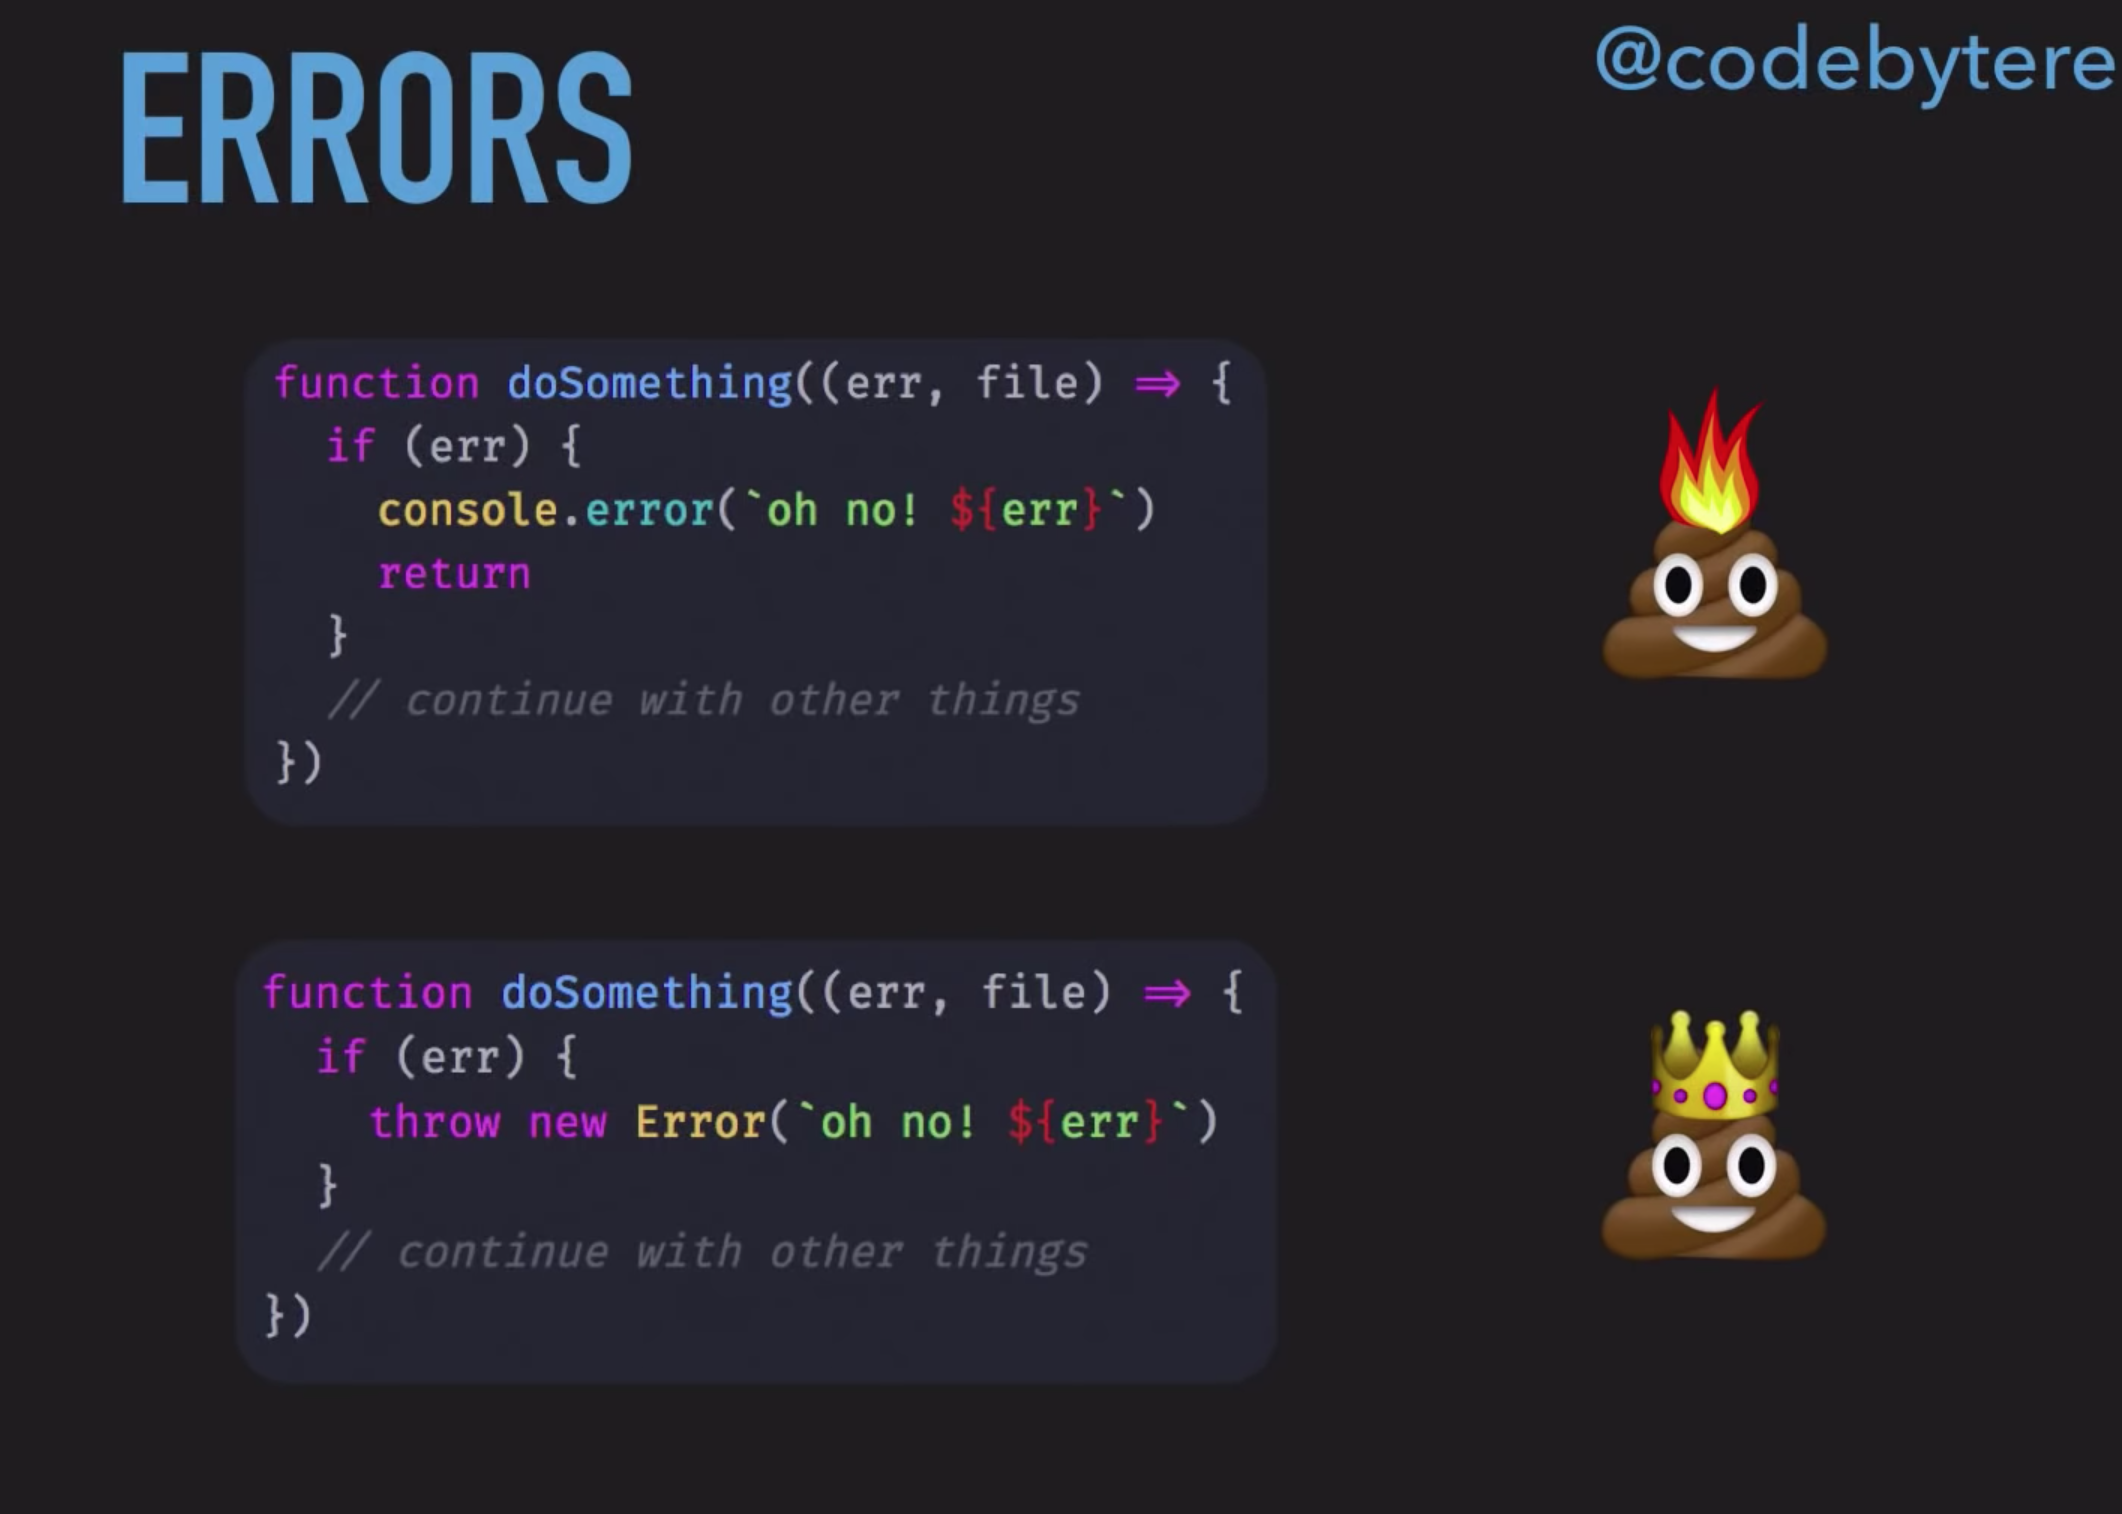 ERRORS
@codebytere
function doSomething((err, file) => {
if (err) {
console.error(`oh no! ${err}`)
return
}
// continue with other things
})
function doSomething((err, file) => {
if (err) {
throw new Error(`oh no! ${err}`)
}
// continue with other things
})